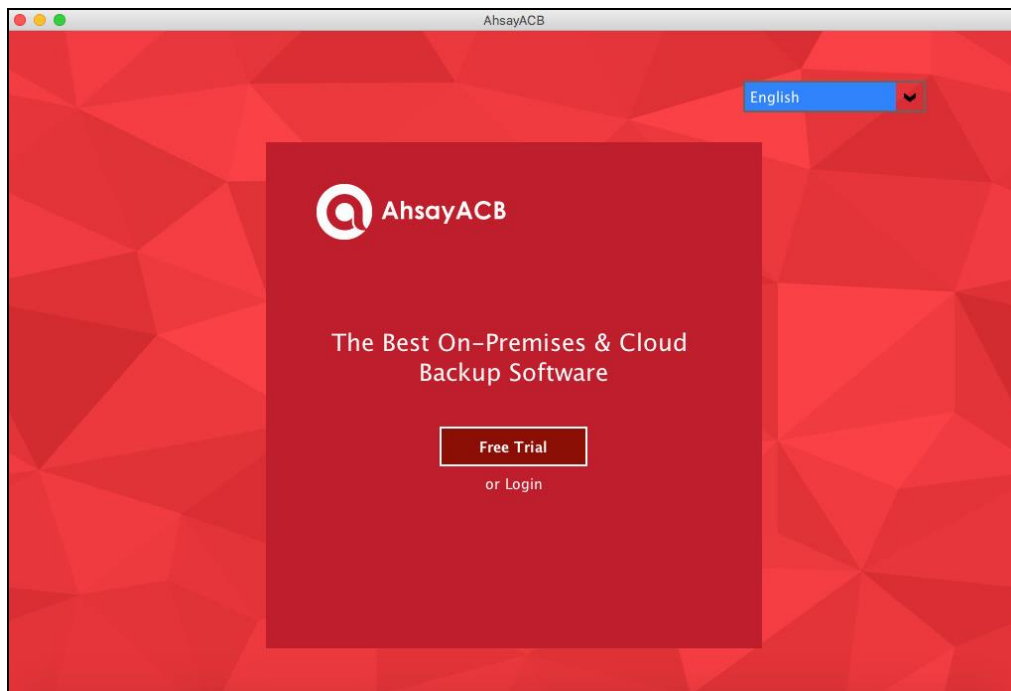 AhsayACB
English
AhsayACB
The Best On-Premises & Cloud
Backup Software
Free Trial
or Login